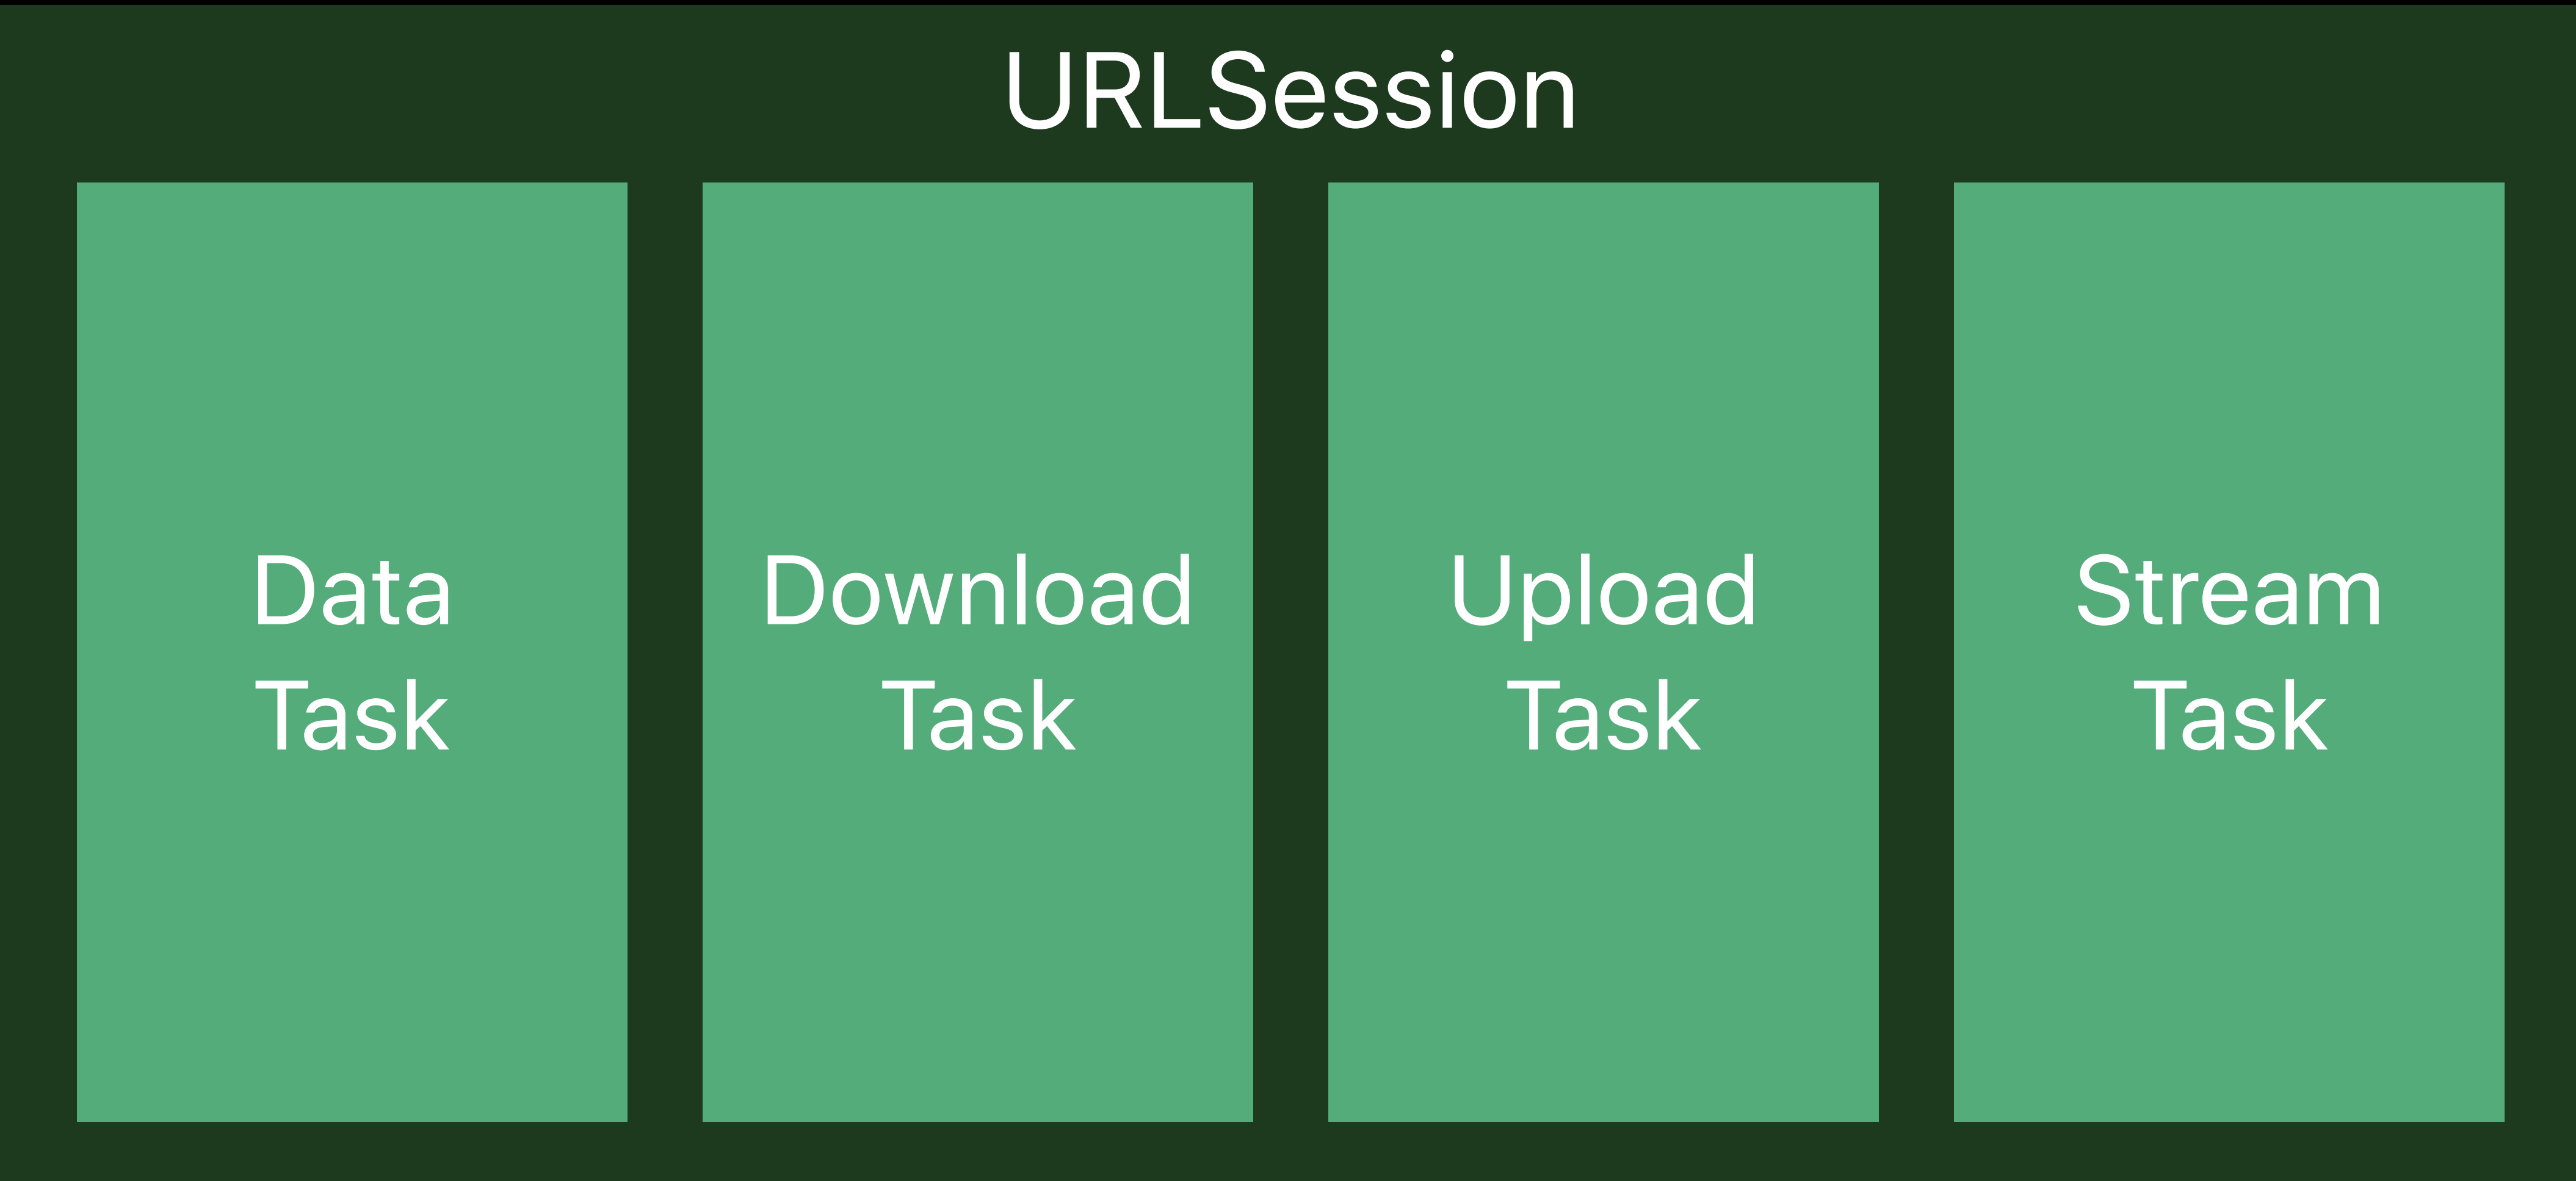 URLSession
Data
Task
Download
Task
Upload
Task
Stream
Task